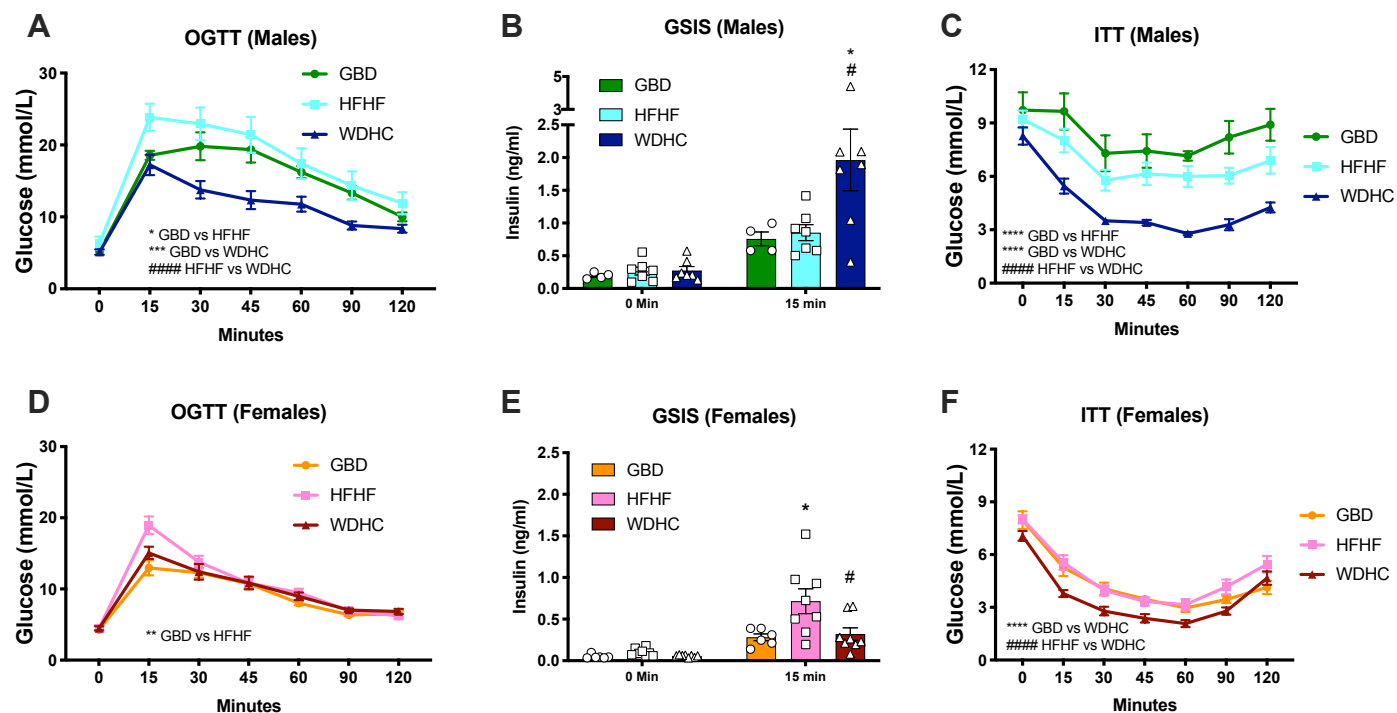 A
OGTT (Males)
Glucose (mmol/L)
30
20
10
0
GBD
HFHF
WDHC
* GBD vs HFHF
*** GBD vs WDHC
#### HFHF vs WDHC
0 15 30 45 60 90 120
Minutes
B
GSIS (Males)
Insulin (ng/ml)
5
3
2.5
2.0
1.5
1.0
0.5
0.0
GBD
HFHF
WDHC
*
#
0 Min 15 min
C
ITT (Males)
Glucose (mmol/L)
12
9
6
3
0
GBD
HFHF
WDHC
**** GBD vs HFHF
**** GBD vs WDHC
#### HFHF vs WDHC
0 15 30 45 60 90 120
Minutes
D
OGTT (Females)
Glucose (mmol/L)
30
20
10
0
GBD
HFHF
WDHC
** GBD vs HFHF
0 15 30 45 60 90 120
Minutes
E
GSIS (Females)
Insulin (ng/ml)
2.5
2.0
1.5
1.0
0.5
0.0
GBD
HFHF
WDHC
*
#
0 Min 15 min
F
ITT (Females)
Glucose (mmol/L)
12
9
6
3
0
GBD
HFHF
WDHC
**** GBD vs WDHC
#### HFHF vs WDHC
0 15 30 45 60 90 120
Minutes